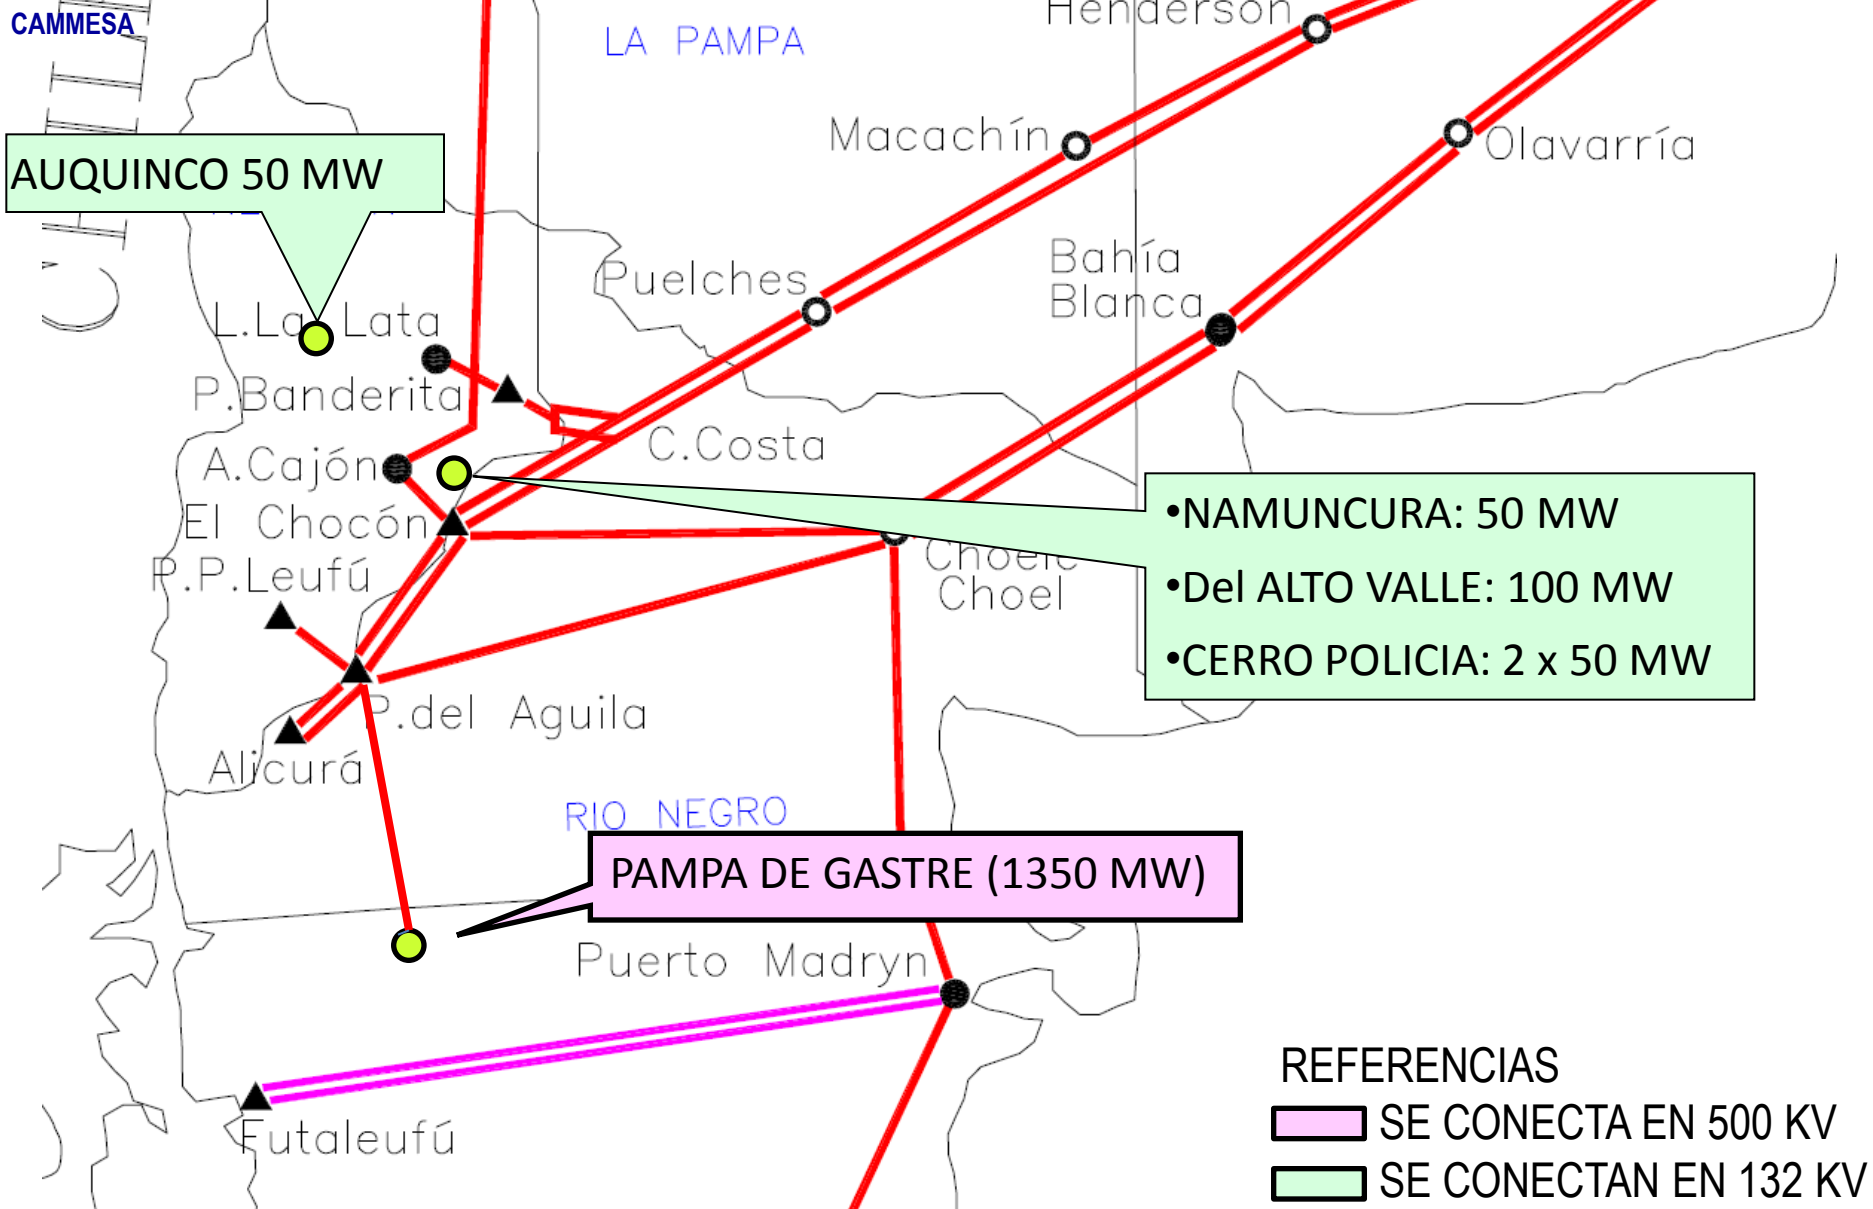 CAMMESA
LA PAMPA
Henderson
Macachín
Olavarría
AUQUINCO 50 MW
Puelches
Bahía
Blanca
L.La Lata
P.Banderita
C.Costa
A.Cajón
El Chocón
P.P.Leufú
Choele
Choel
•NAMUNCURA: 50 MW
•Del ALTO VALLE: 100 MW
•CERRO POLICIA: 2 x 50 MW
P.del Aguila
Alicurá
RIO NEGRO
PAMPA DE GASTRE (1350 MW)
Puerto Madryn
Futaleufú
REFERENCIAS
SE CONECTA EN 500 KV
SE CONECTAN EN 132 KV